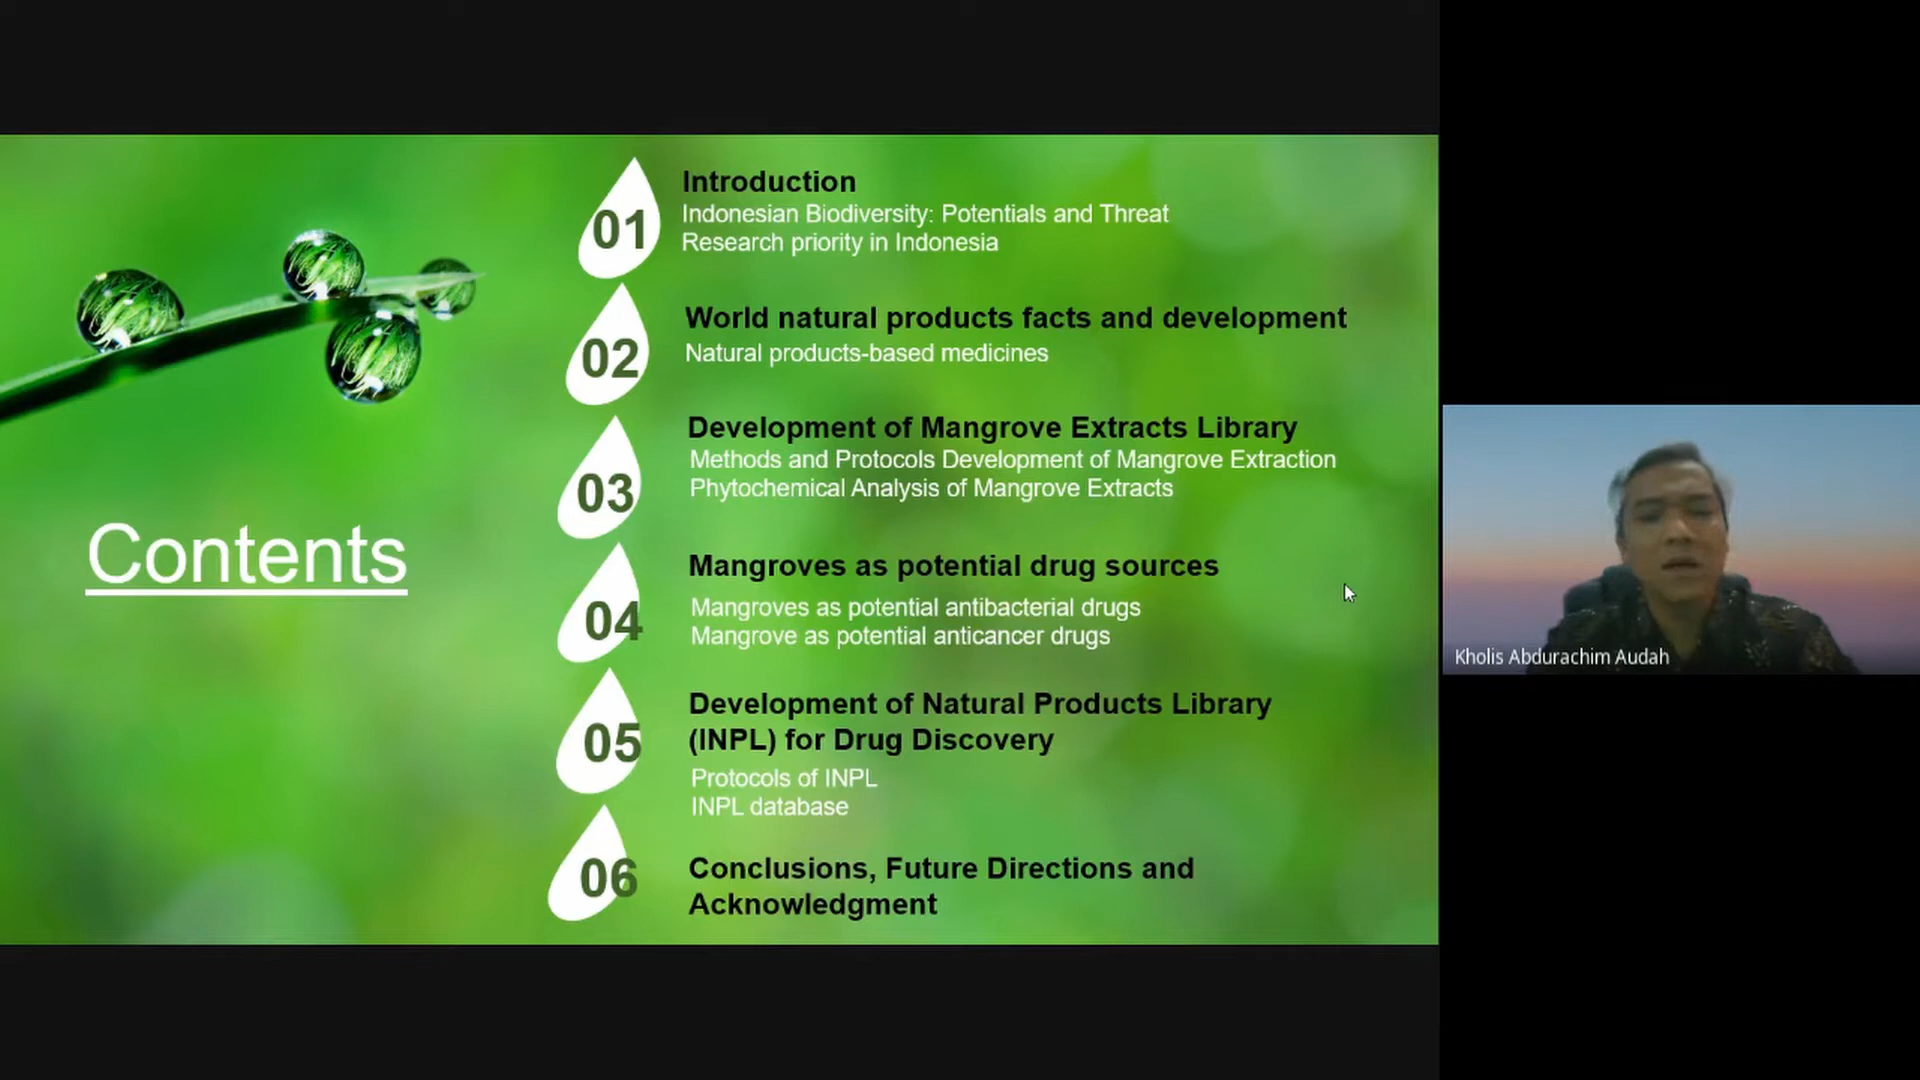 Contents
01
Introduction
Indonesian Biodiversity: Potentials and Threat
Research priority in Indonesia
02
World natural products facts and development
Natural products-based medicines
03
Development of Mangrove Extracts Library
Methods and Protocols Development of Mangrove Extraction
Phytochemical Analysis of Mangrove Extracts
04
Mangroves as potential drug sources
Mangroves as potential antibacterial drugs
Mangrove as potential anticancer drugs
05
Development of Natural Products Library
(INPL) for Drug Discovery
Protocols of INPL
INPL database
06
Conclusions, Future Directions and
Acknowledgment
Kholis Abdurachim Audah